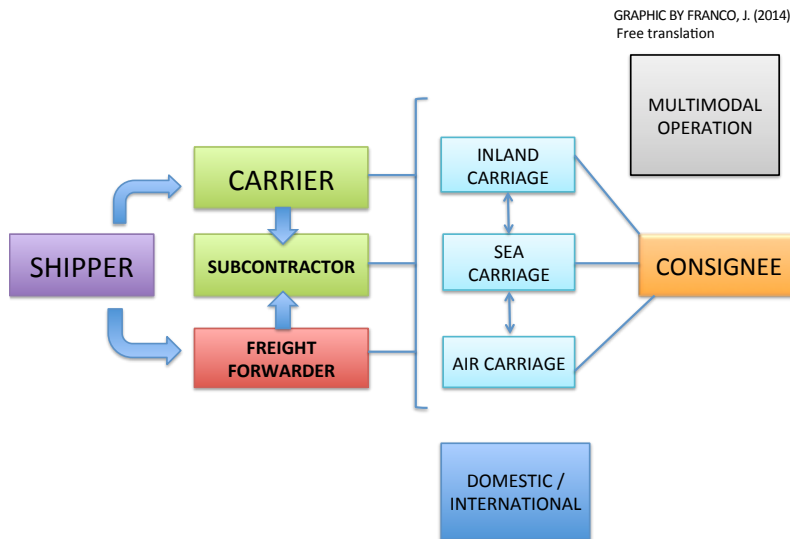 GRAPHIC BY FRANCO, J. (2014)
Free translation
MULTIMODAL
OPERATION
CARRIER
INLAND
CARRIAGE
SHIPPER
SUBCONTRACTOR
SEA
CARRIAGE
CONSIGNEE
FREIGHT
FORWARDER
AIR CARRIAGE
DOMESTIC /
INTERNATIONAL